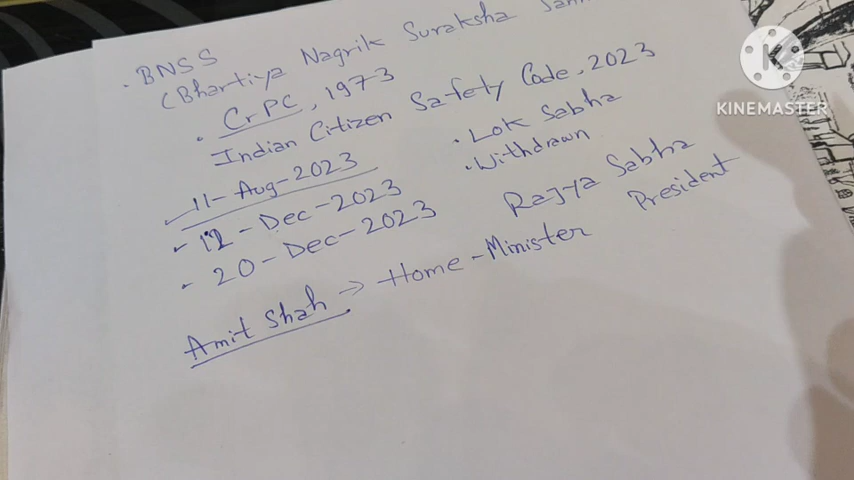 · BNSS
(Bhartiya Nagrik Suraksha
· CrPC, 1973
Indian Citizen Safety Code, 2023
- 11-Aug-2023 · Lok Sabha
· Withdrawn
- 12-Dec-2023
- 20-Dec-2023 Rajya Sabha
President
Amit Shah → Home-Minister
KINEMASTER